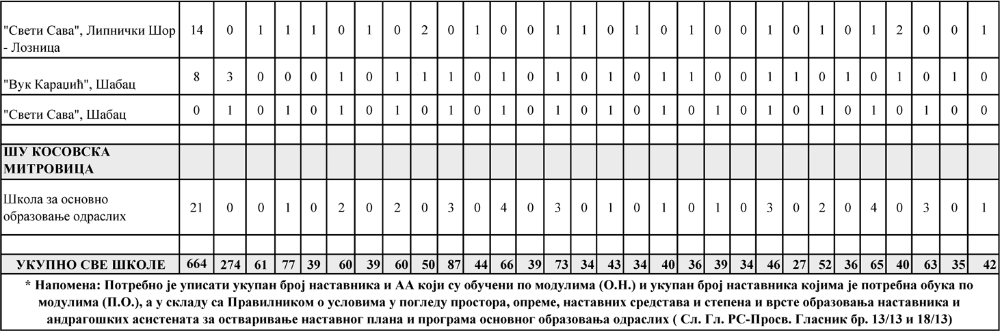 "Свети Сава", Липнички Шор 14 0 1 1 1 0 1 0 2 0 1 0 0 1 1 0 1 0 1 0 0 1 0 1 0 1 2 0 0 1
- Лозница
"Вук Караџић", Шабац 8 3 0 0 0 1 0 1 1 1 0 1 0 1 0 1 0 1 1 0 0 1 1 0 1 0 1 0 1 0
"Свети Сава", Шабац 0 1 0 1 0 1 0 1 0 1 0 1 0 1 0 1 0 1 0 1 0 1 0 1 0 1 0 1 0 0
ШУ КОСОВСКА
МИТРОВИЦА
Школа за основно 21 0 0 1 0 2 0 2 0 3 0 4 0 3 0 1 0 1 0 1 0 3 0 2 0 4 0 3 0 1
образовање одраслих
УКУПНО СВЕ ШКОЛЕ 664 274 61 77 39 60 39 60 50 87 44 66 39 73 34 43 34 40 36 39 34 46 27 52 36 65 40 63 35 42
* Напомена: Потребно је уписати укупан број наставника и АА који су обучени по модулима (О.Н.) и укупан број наставника којима је потребна обука по
модулима (П.О.), а у складу са Правилником о условима у погледу простора, опреме, наставних средстава и степена и врсте образовања наставника и
андрагошких асистената за остваривање наставног плана и програма основног образовања одраслих ( Сл. Гл. РС-Просв. Гласник бр. 13/13 и 18/13)